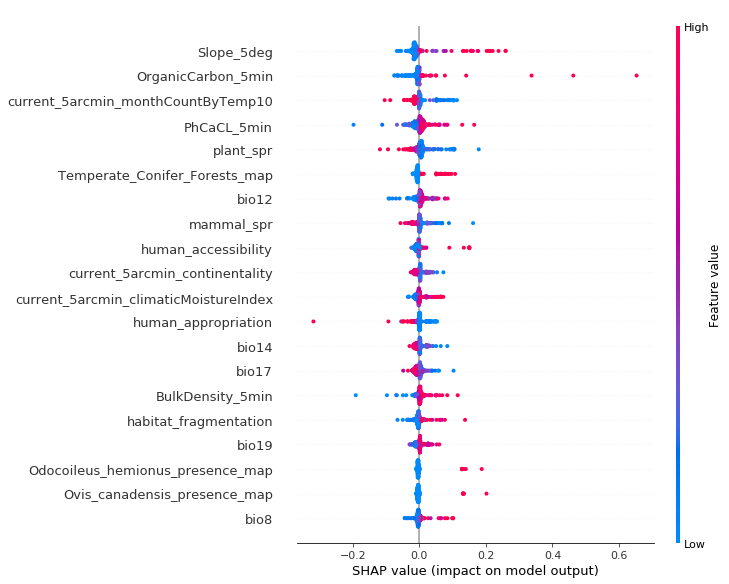 High
Slope_5deg
OrganicCarbon_5min
current_5arcmin_monthCountByTemp10
PhCaCL_5min
plant_spr
Temperate_Conifer_Forests_map
bio12
mammal_spr
human_accessibility
current_5arcmin_continentality
current_5arcmin_climaticMoistureIndex
human_appropriation
bio14
bio17
BulkDensity_5min
habitat_fragmentation
bio19
Odocoileus_hemionus_presence_map
Ovis_canadensis_presence_map
bio8
Feature value
Low
−0.2 0.0 0.2 0.4 0.6
SHAP value (impact on model output)